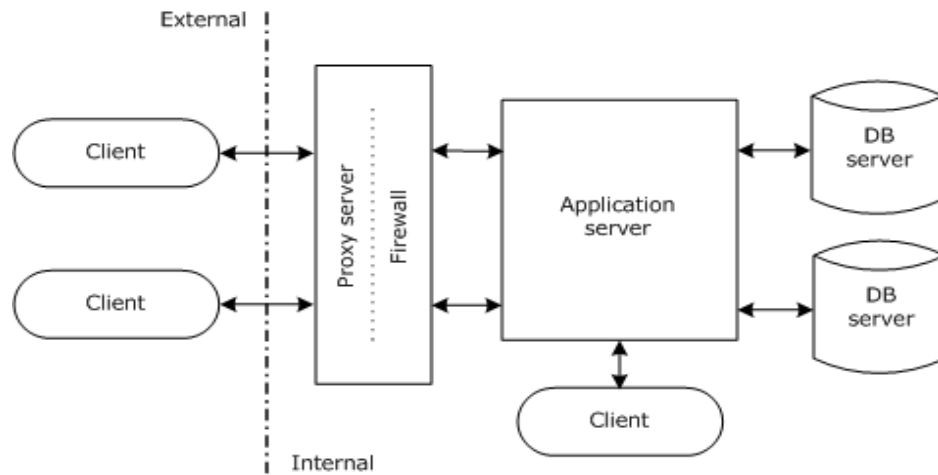 External
Client
Client
Proxy server
Firewall
Application
server
DB
server
DB
server
Client
Internal